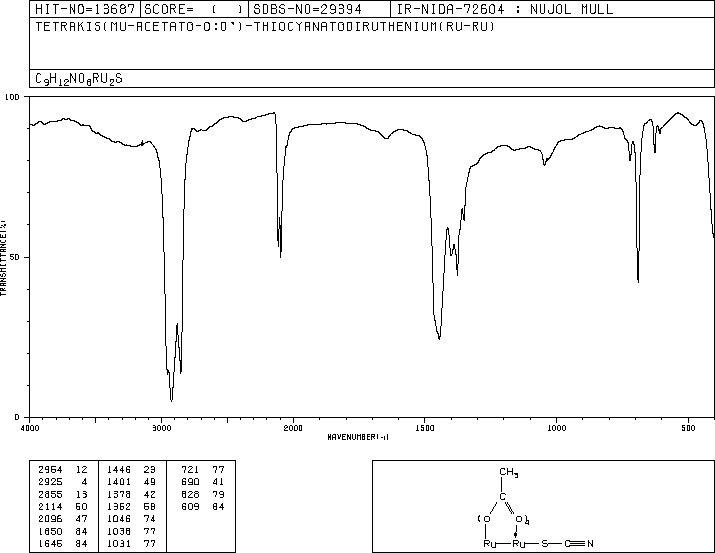 HIT-NO=13687 SCORE= ( ) SDBS-NO=29394 IR-NIDA-72604 : NUJOL MULL
TETRAKIS(MU-ACETATO-O:O')-THIOCYANATODIRUTHENIUM(RU-RU)
C9H12NO8RU2S
100
50
0
TRANSMITTANCE(%)
4000 3000 2000 1500 1000 500
WAVENUMBER(-1)
2954 12 1446 23 721 77
2925 4 1401 49 690 41
2855 13 1378 42 628 79
2114 60 1362 68 609 84
2096 47 1046 74
1650 84 1038 77
1645 84 1031 77
CH3
C
(O O)4
Ru Ru S C N